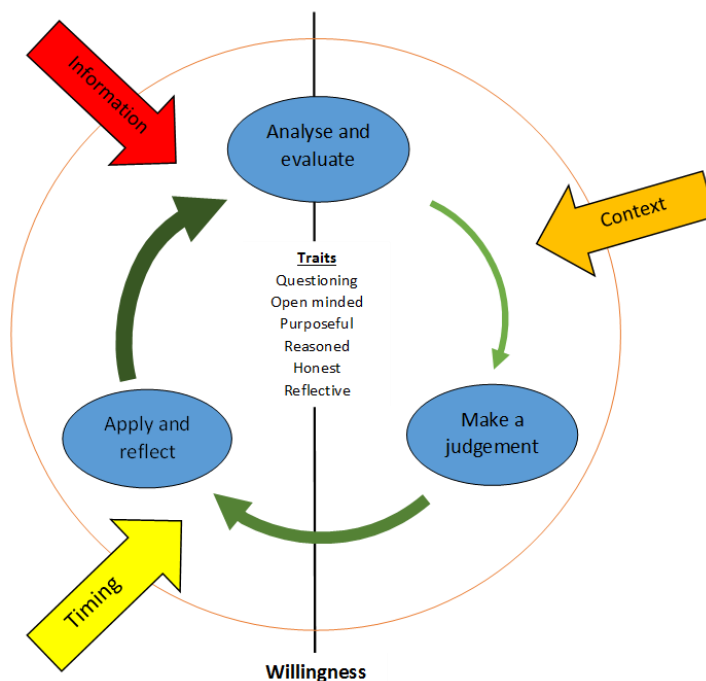 Information
Analyse and
evaluate
Context
Traits
Questioning
Open minded
Purposeful
Reasoned
Honest
Reflective
Apply and
reflect
Make a
judgement
Timing
Willingness